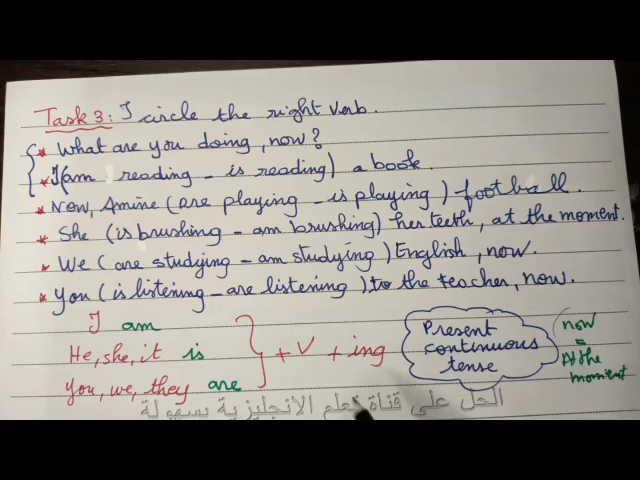 Task 3: I circle the right verb.
* What are you doing, now?
* I (am reading - is reading) a book.
* Now, Amine (are playing - is playing) football.
* She (is brushing - am brushing) her teeth, at the moment.
* We (are studying - am studying) English, now.
* You (is listening - are listening) to the teacher, now.
I am
He, she, it is
You, we, they are
} + V + ing
Present
continuous
tense
now
=
At the
moment
الحل على قناة تعلم الانجليزية بسهولة